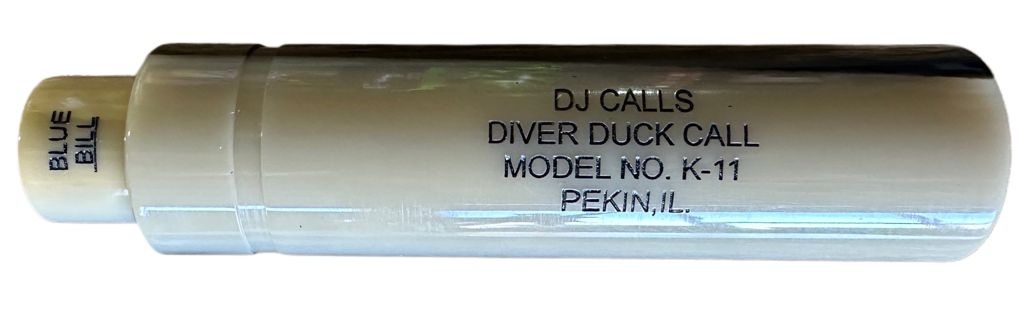 BLUE
BILL
DJ CALLS
DIVER DUCK CALL
MODEL NO. K-11
PEKIN,IL.